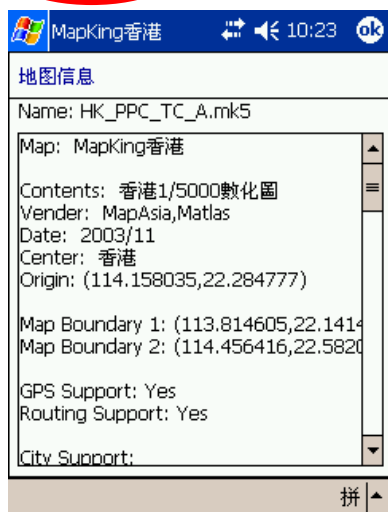 MapKing香港 10:23 ok
地图信息
Name: HK_PPC_TC_A.mk5
Map: MapKing香港
Contents: 香港1/5000數化圖
Vender: MapAsia,Matlas
Date: 2003/11
Center: 香港
Origin: (114.158035,22.284777)
Map Boundary 1: (113.814605,22.1414
Map Boundary 2: (114.456416,22.5820
GPS Support: Yes
Routing Support: Yes
City Support:
拼